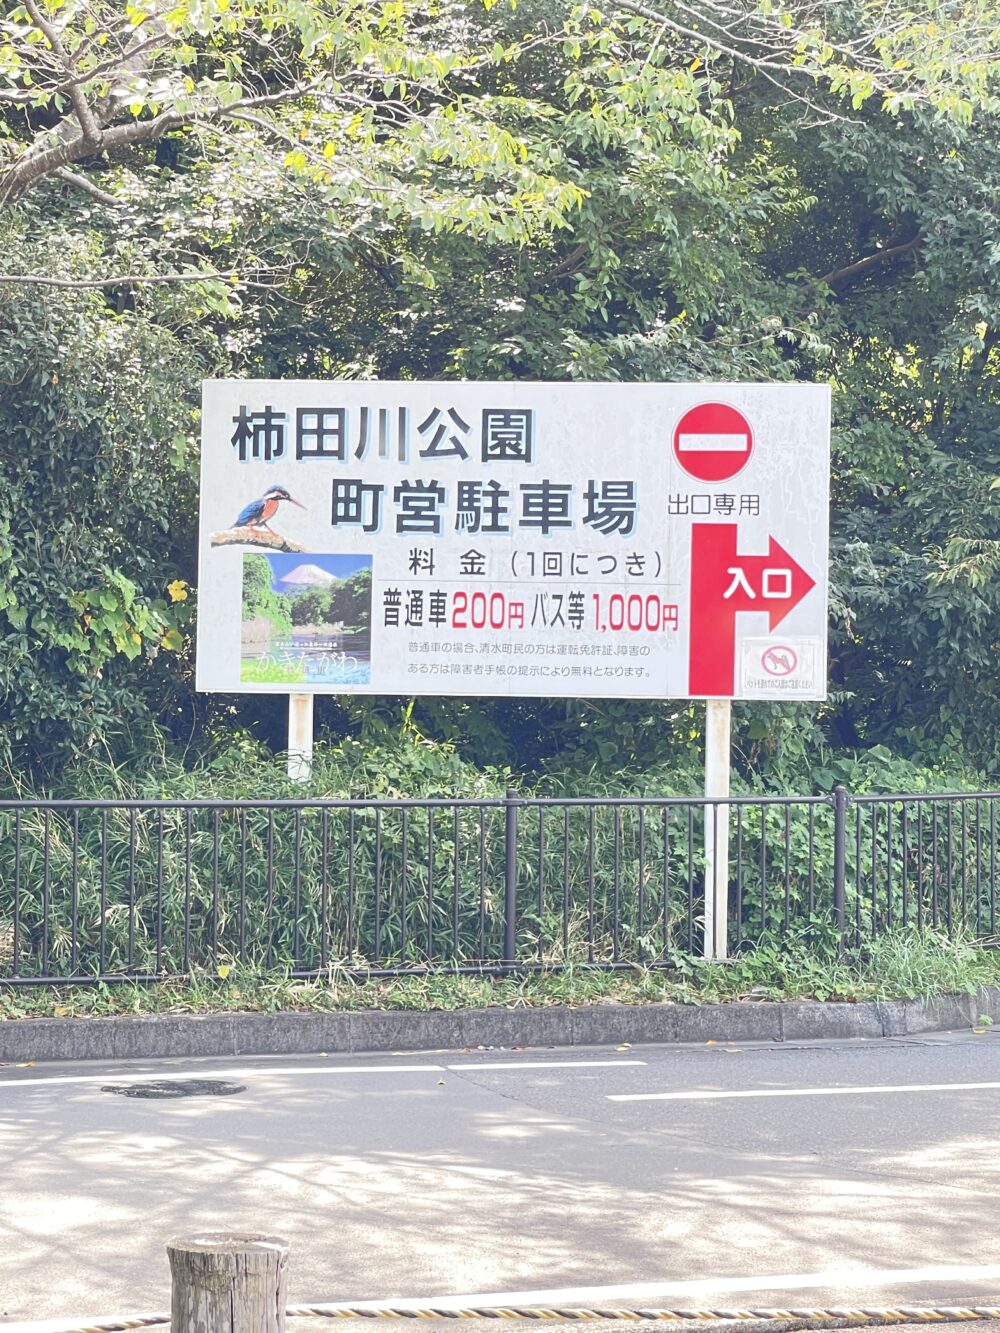 柿田川公園
町営駐車場
料金(1回につき)
普通車200円 バス等1,000円
普通車の場合、清水町民の方は運転免許証、障害の
ある方は障害者手帳の提示により無料となります。
かきたがわ
出口専用
入口